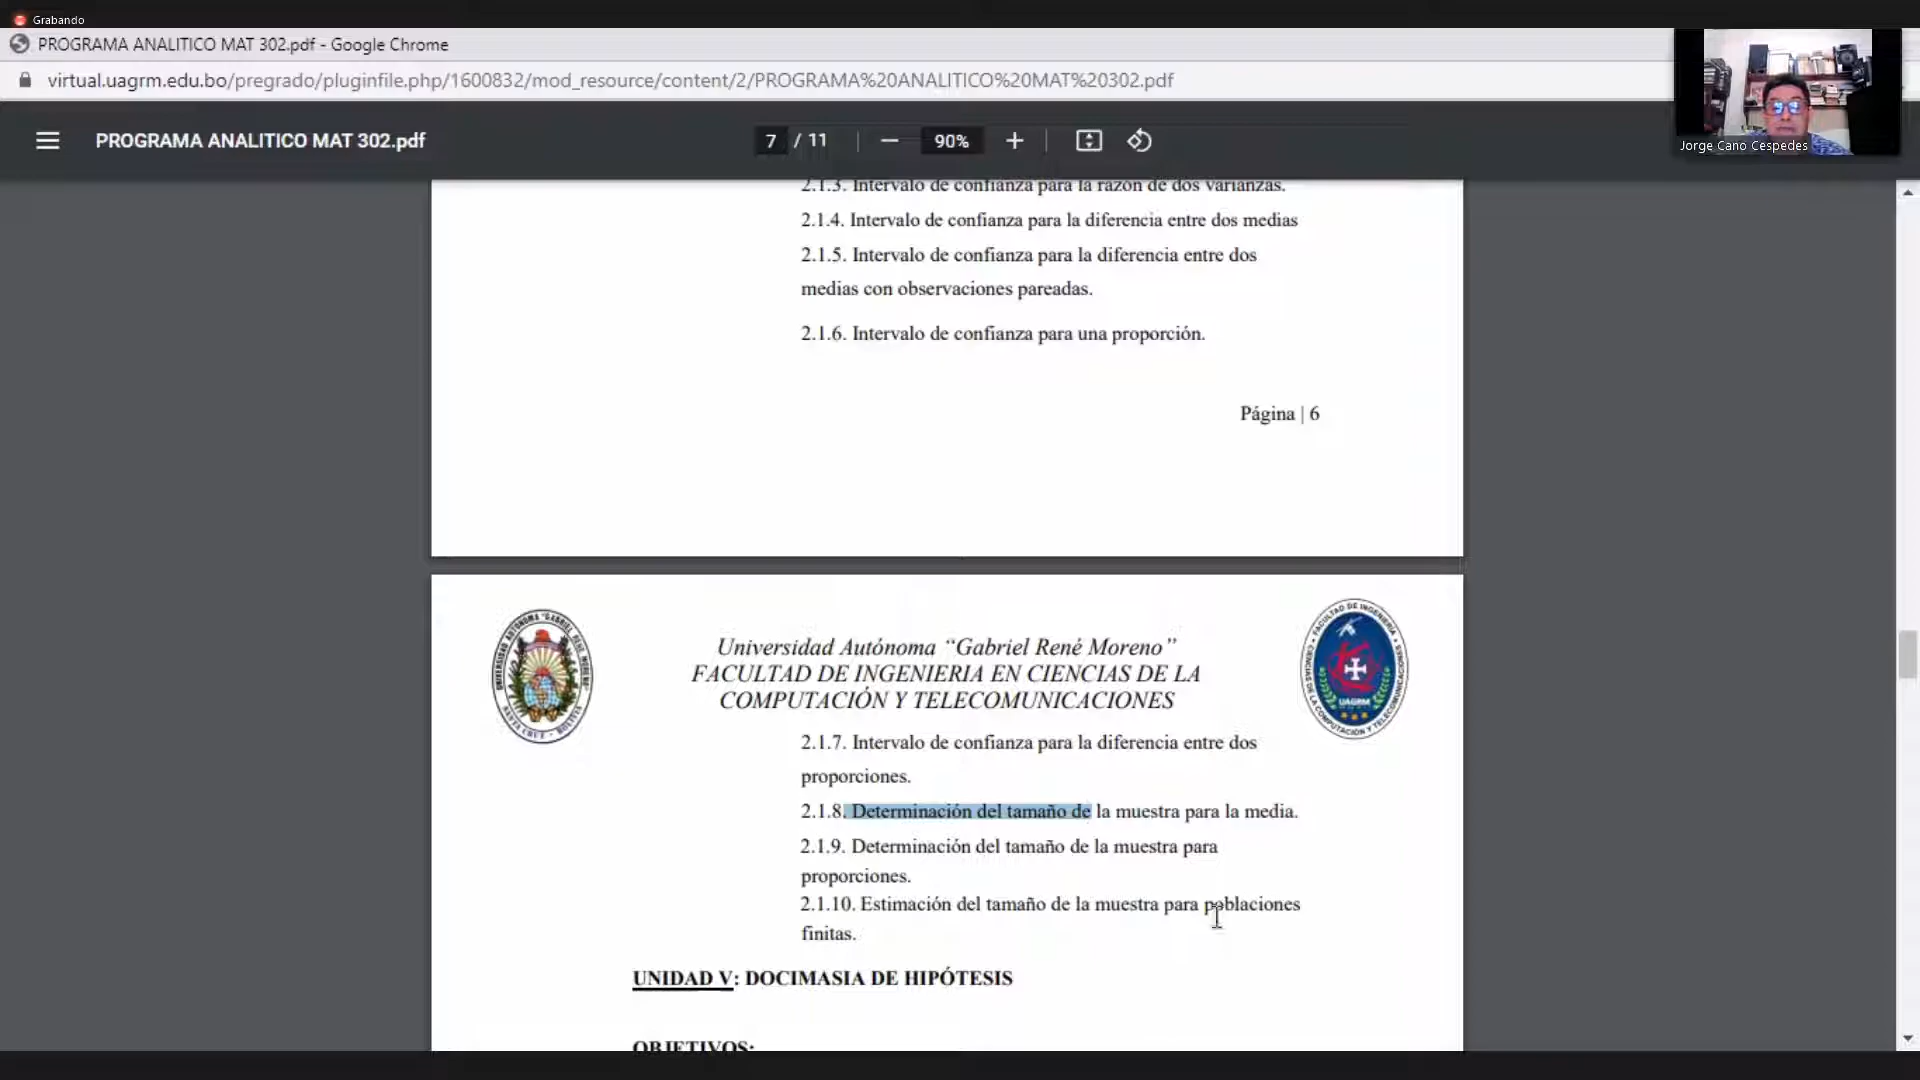 Grabando
PROGRAMA ANALITICO MAT 302.pdf - Google Chrome
virtual.uagrm.edu.bo/pregrado/pluginfile.php/1600832/mod_resource/content/2/PROGRAMA%20ANALITICO%20MAT%20302.pdf
PROGRAMA ANALITICO MAT 302.pdf
7 / 11
90%
Jorge Cano Cespedes
2.1.3. Intervalo de confianza para la razón de dos varianzas.
2.1.4. Intervalo de confianza para la diferencia entre dos medias
2.1.5. Intervalo de confianza para la diferencia entre dos
medias con observaciones pareadas.
2.1.6. Intervalo de confianza para una proporción.
Página | 6
Universidad Autónoma “Gabriel René Moreno”
FACULTAD DE INGENIERIA EN CIENCIAS DE LA
COMPUTACIÓN Y TELECOMUNICACIONES
UAGRM
2.1.7. Intervalo de confianza para la diferencia entre dos
proporciones.
2.1.8. Determinación del tamaño de la muestra para la media.
2.1.9. Determinación del tamaño de la muestra para
proporciones.
2.1.10. Estimación del tamaño de la muestra para poblaciones
finitas.
UNIDAD V: DOCIMASIA DE HIPÓTESIS
OBJETIVOS: